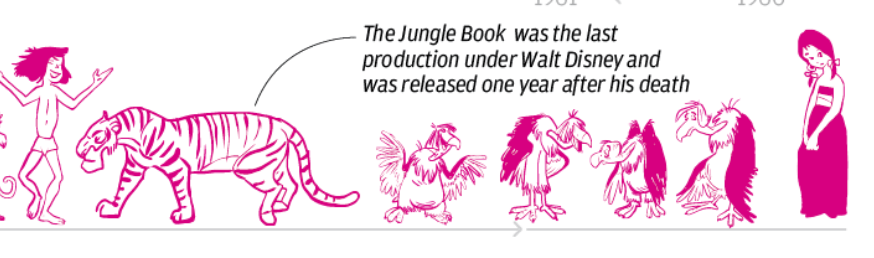 The Jungle Book was the last
production under Walt Disney and
was released one year after his death